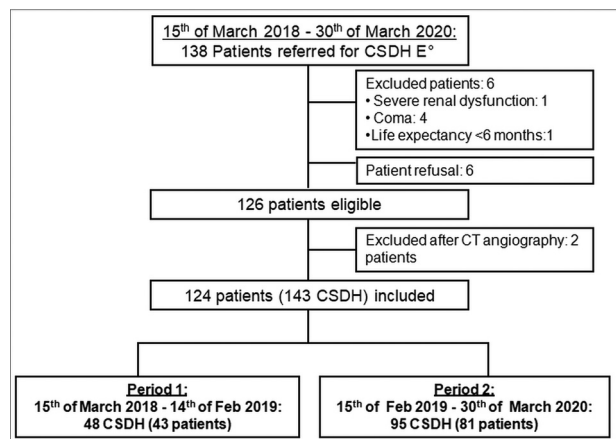 15th of March 2018 - 30th of March 2020:
138 Patients referred for CSDH E°
Excluded patients: 6
• Severe renal dysfunction: 1
• Coma: 4
•Life expectancy <6 months:1
Patient refusal: 6
126 patients eligible
Excluded after CT angiography: 2
patients
124 patients (143 CSDH) included
Period 1:
15th of March 2018 - 14th of Feb 2019:
48 CSDH (43 patients)
Period 2:
15th of Feb 2019 - 30th of March 2020:
95 CSDH (81 patients)